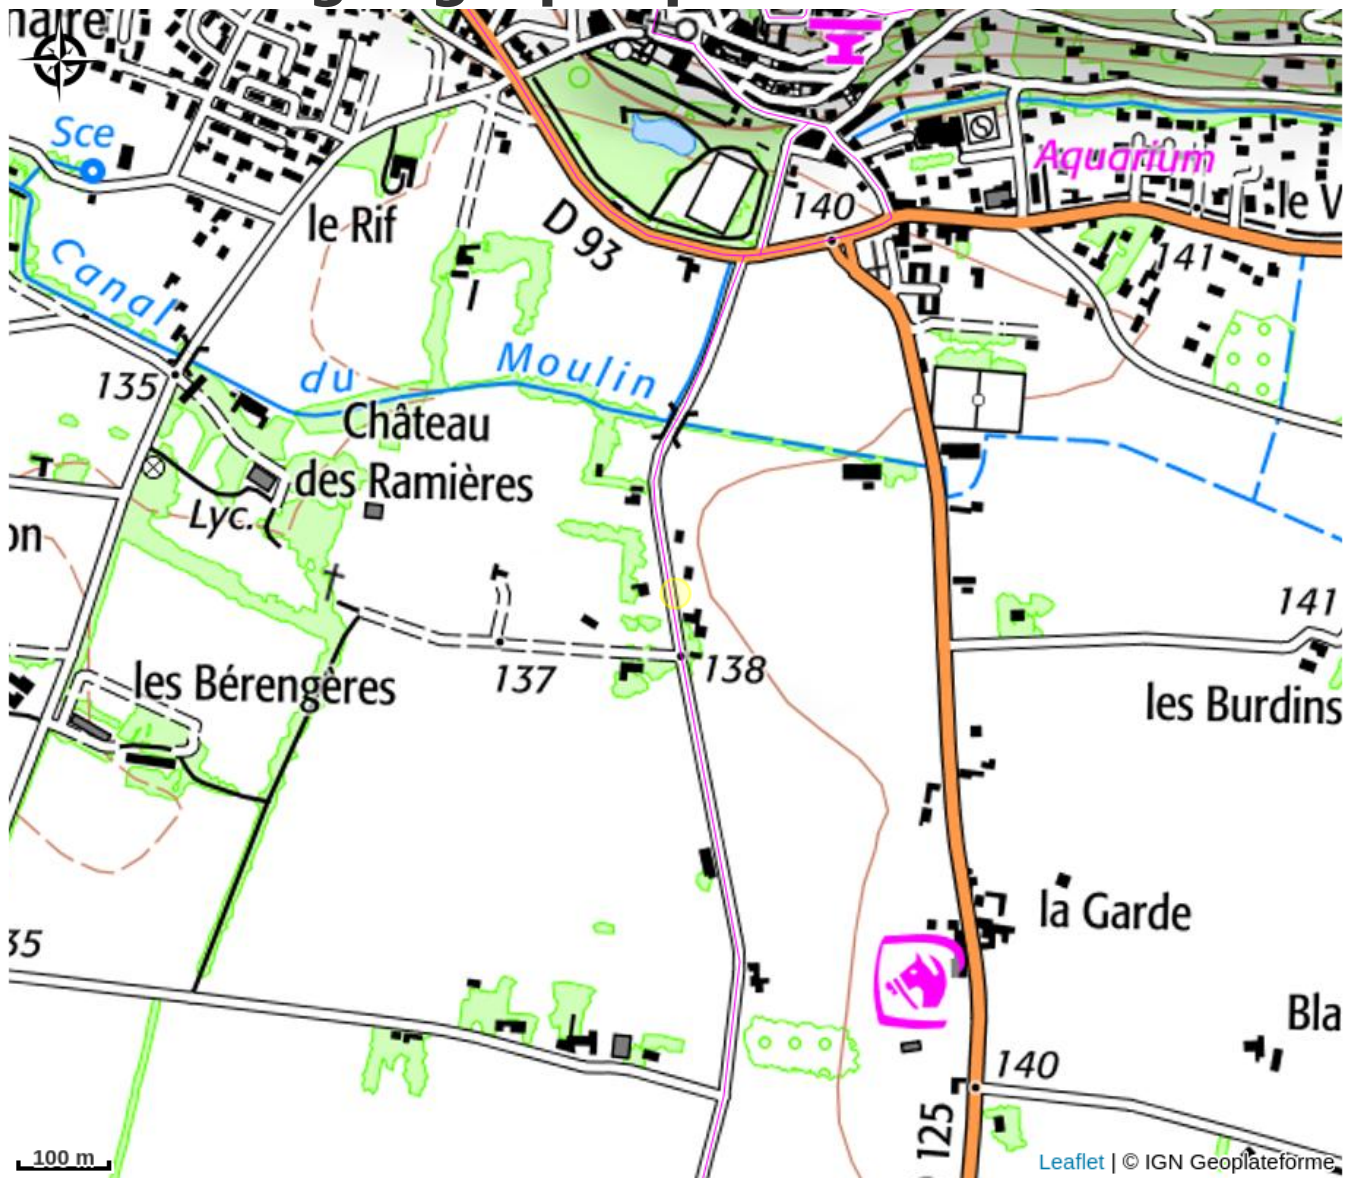 Sce
Aquarium
140
le V
le Rif
D 93
141
Canal
Moulin
du
135
Château
des Ramières
Lyc.
on
141
137
138
les Bérengères
les Burdins
la Garde
35
Bla
140
125
100 m
Leaflet | © IGN Geoplateforme